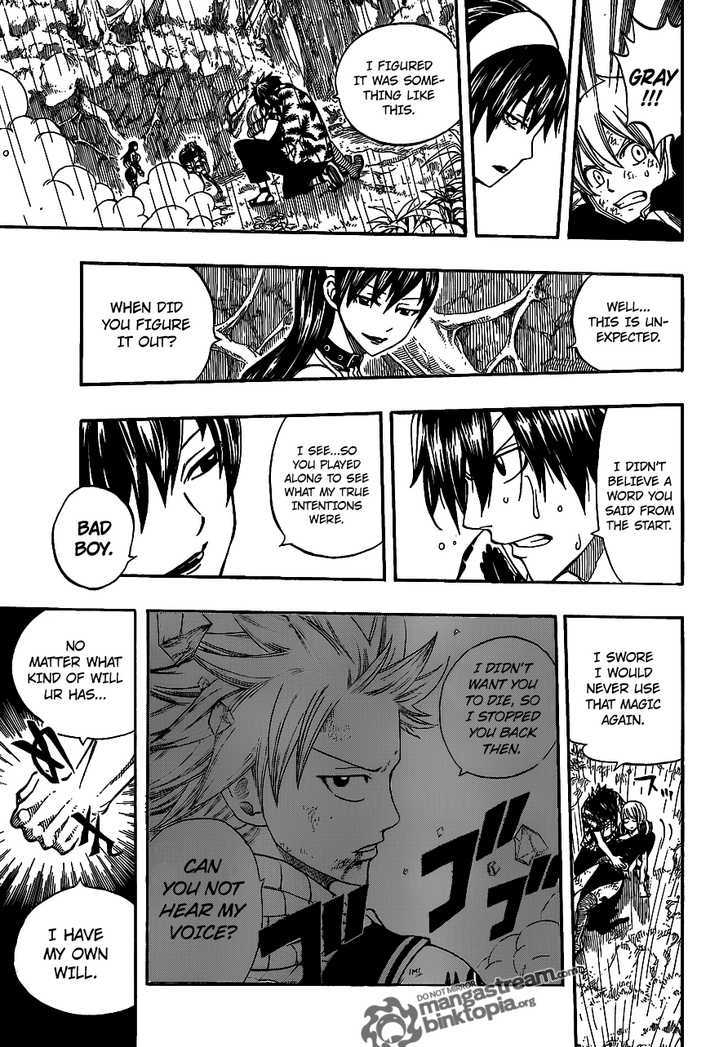 GRAY
!!!
I FIGURED
IT WAS SOME-
THING LIKE
THIS.
WELL...
THIS IS UN-
EXPECTED.
WHEN DID
YOU FIGURE
IT OUT?
I DIDN'T
BELIEVE A
WORD YOU
SAID FROM
THE START.
I SEE...SO
YOU PLAYED
ALONG TO SEE
WHAT MY TRUE
INTENTIONS
WERE.
BAD
BOY.
I SWORE
I WOULD
NEVER USE
THAT MAGIC
AGAIN.
ズッ
I DIDN'T
WANT YOU
TO DIE, SO
I STOPPED
YOU BACK
THEN.
ゴゴゴ
CAN
YOU NOT
HEAR MY
VOICE?
NO
MATTER WHAT
KIND OF WILL
UR HAS...
I HAVE
MY OWN
WILL.
DO NOT MIRROR
mangastream.com
binktopia.org